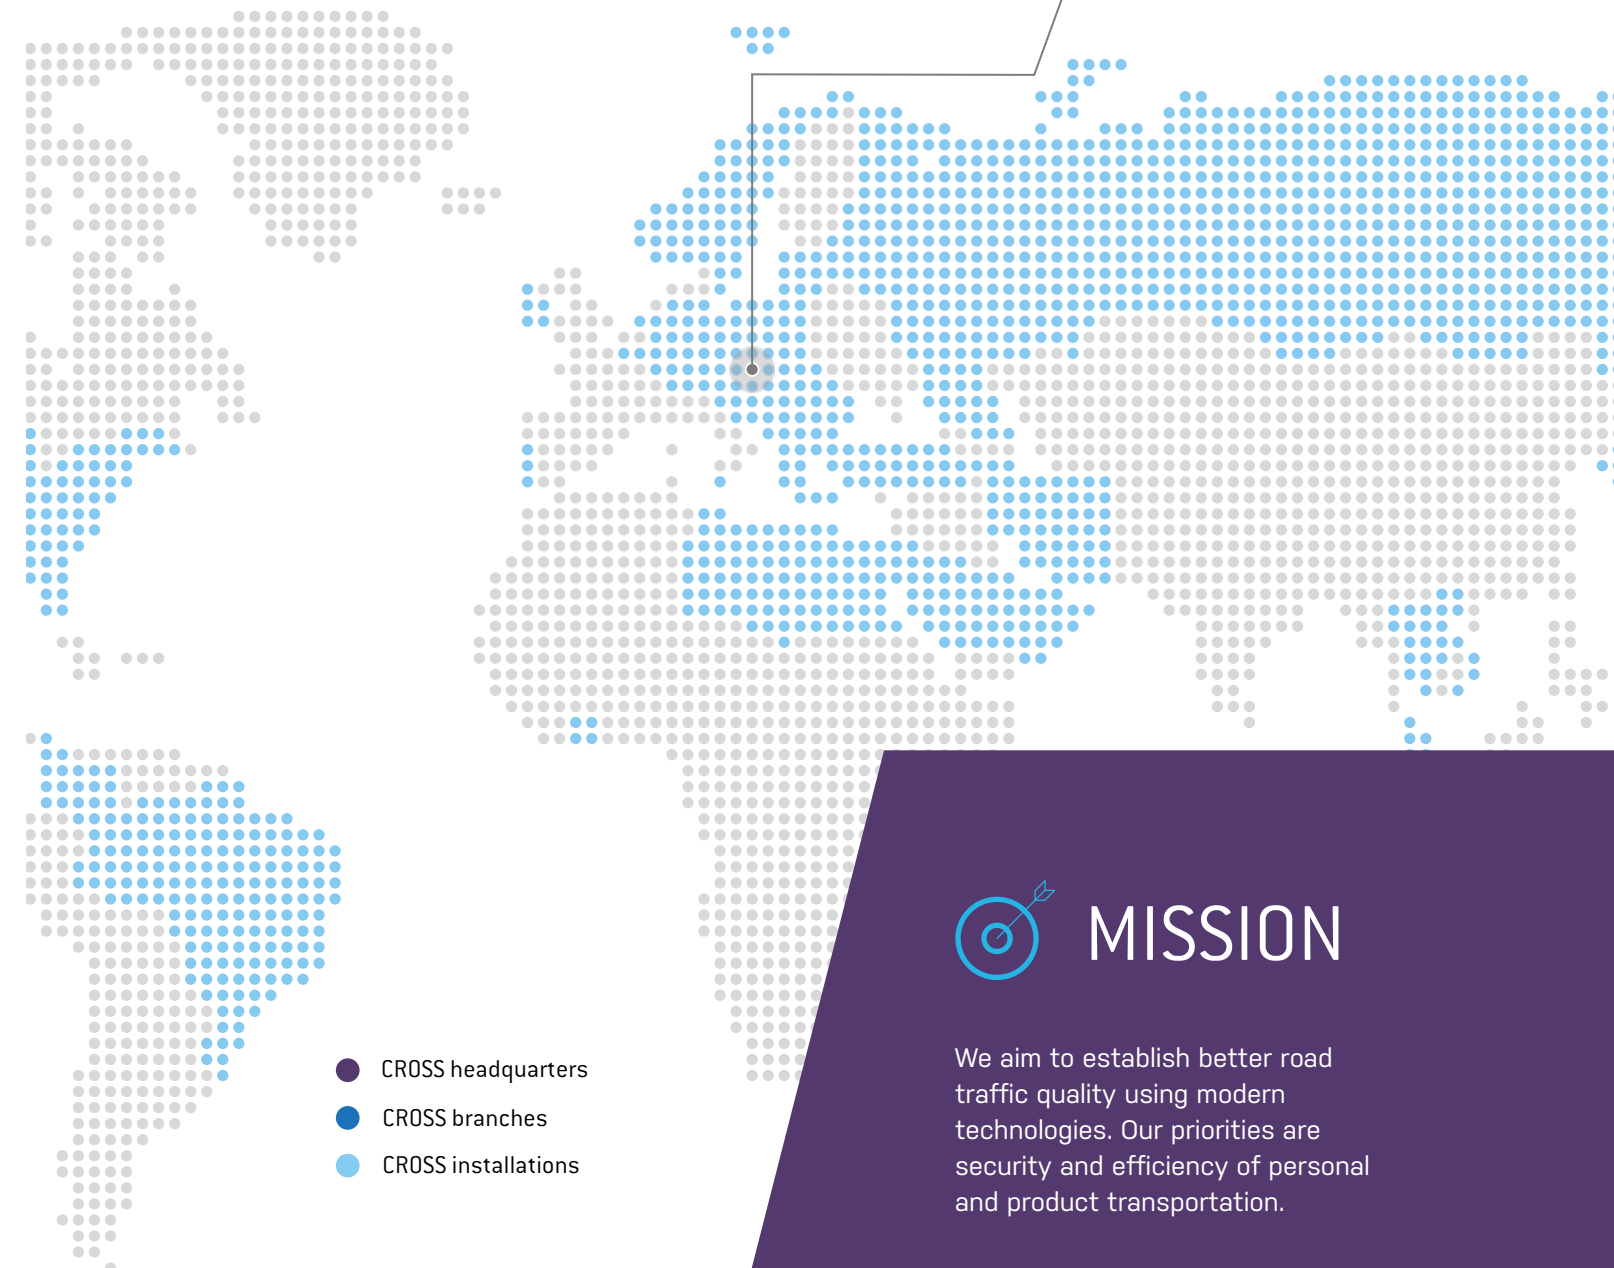 MISSION
We aim to establish better road
traffic quality using modern
technologies. Our priorities are
security and efficiency of personal
and product transportation.
CROSS headquarters
CROSS branches
CROSS installations